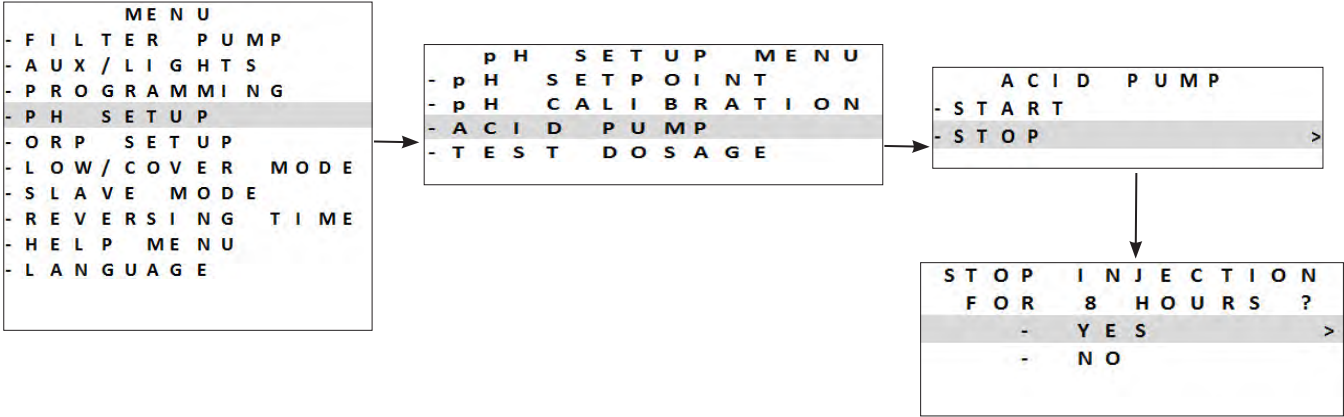 MENU
- FILTER PUMP
- AUX/LIGHTS
- PROGRAMMING
- PH SETUP
- ORP SETUP
- LOW/COVER MODE
- SLAVE MODE
- REVERSING TIME
- HELP MENU
- LANGUAGE
pH SETUP MENU
- pH SETPOINT
- pH CALIBRATION
- ACID PUMP
- TEST DOSAGE
ACID PUMP
- START
- STOP >
STOP INJECTION
FOR 8 HOURS ?
- YES >
- NO